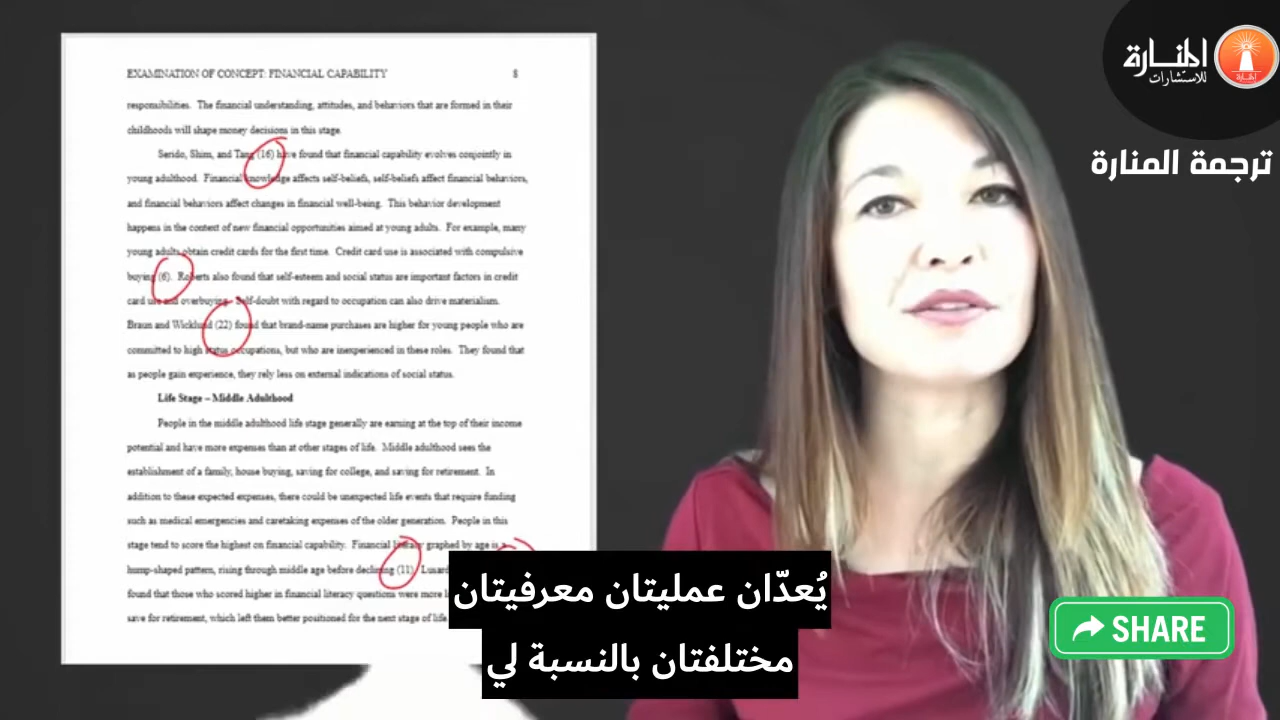 EXAMINATION OF CONCEPT: FINANCIAL CAPABILITY 8
responsibilities. The financial understanding, attitudes, and behaviors that are formed in their
childhoods will shape money decisions in this stage.
Serido, Shim, and Tang (16) have found that financial capability evolves conjointly in
young adulthood. Financial knowledge affects self-beliefs, self-beliefs affect financial behaviors,
and financial behaviors affect changes in financial well-being. This behavior development
happens in the context of new financial opportunities aimed at young adults. For example, many
young adults obtain credit cards for the first time. Credit card use is associated with compulsive
buying (6). Roberts also found that self-esteem and social status are important factors in credit
card use and overbuying. Self-doubt with regard to occupation can also drive materialism.
Braun and Wicklund (22) found that brand-name purchases are higher for young people who are
committed to high status occupations, but who are inexperienced in these roles. They found that
as people gain experience, they rely less on external indications of social status.
Life Stage – Middle Adulthood
People in the middle adulthood life stage generally are earning at the top of their income
potential and have more expenses than at other stages of life. Middle adulthood sees the
establishment of a family, house buying, saving for college, and saving for retirement. In
addition to these expected expenses, there could be unexpected life events that require funding
such as medical emergencies and caretaking expenses of the older generation. People in this
stage tend to score the highest on financial capability. Financial literacy graphed by age is a
hump-shaped pattern, rising through middle age before declining (11). Lusard
found that those who scored higher in financial literacy questions were more
save for retirement, which left them better positioned for the next stage of life
المنارة
للاستشارات
المنارة
ترجمة المنارة
يُعدّان عمليتان معرفيتان
مختلفتان بالنسبة لي
SHARE